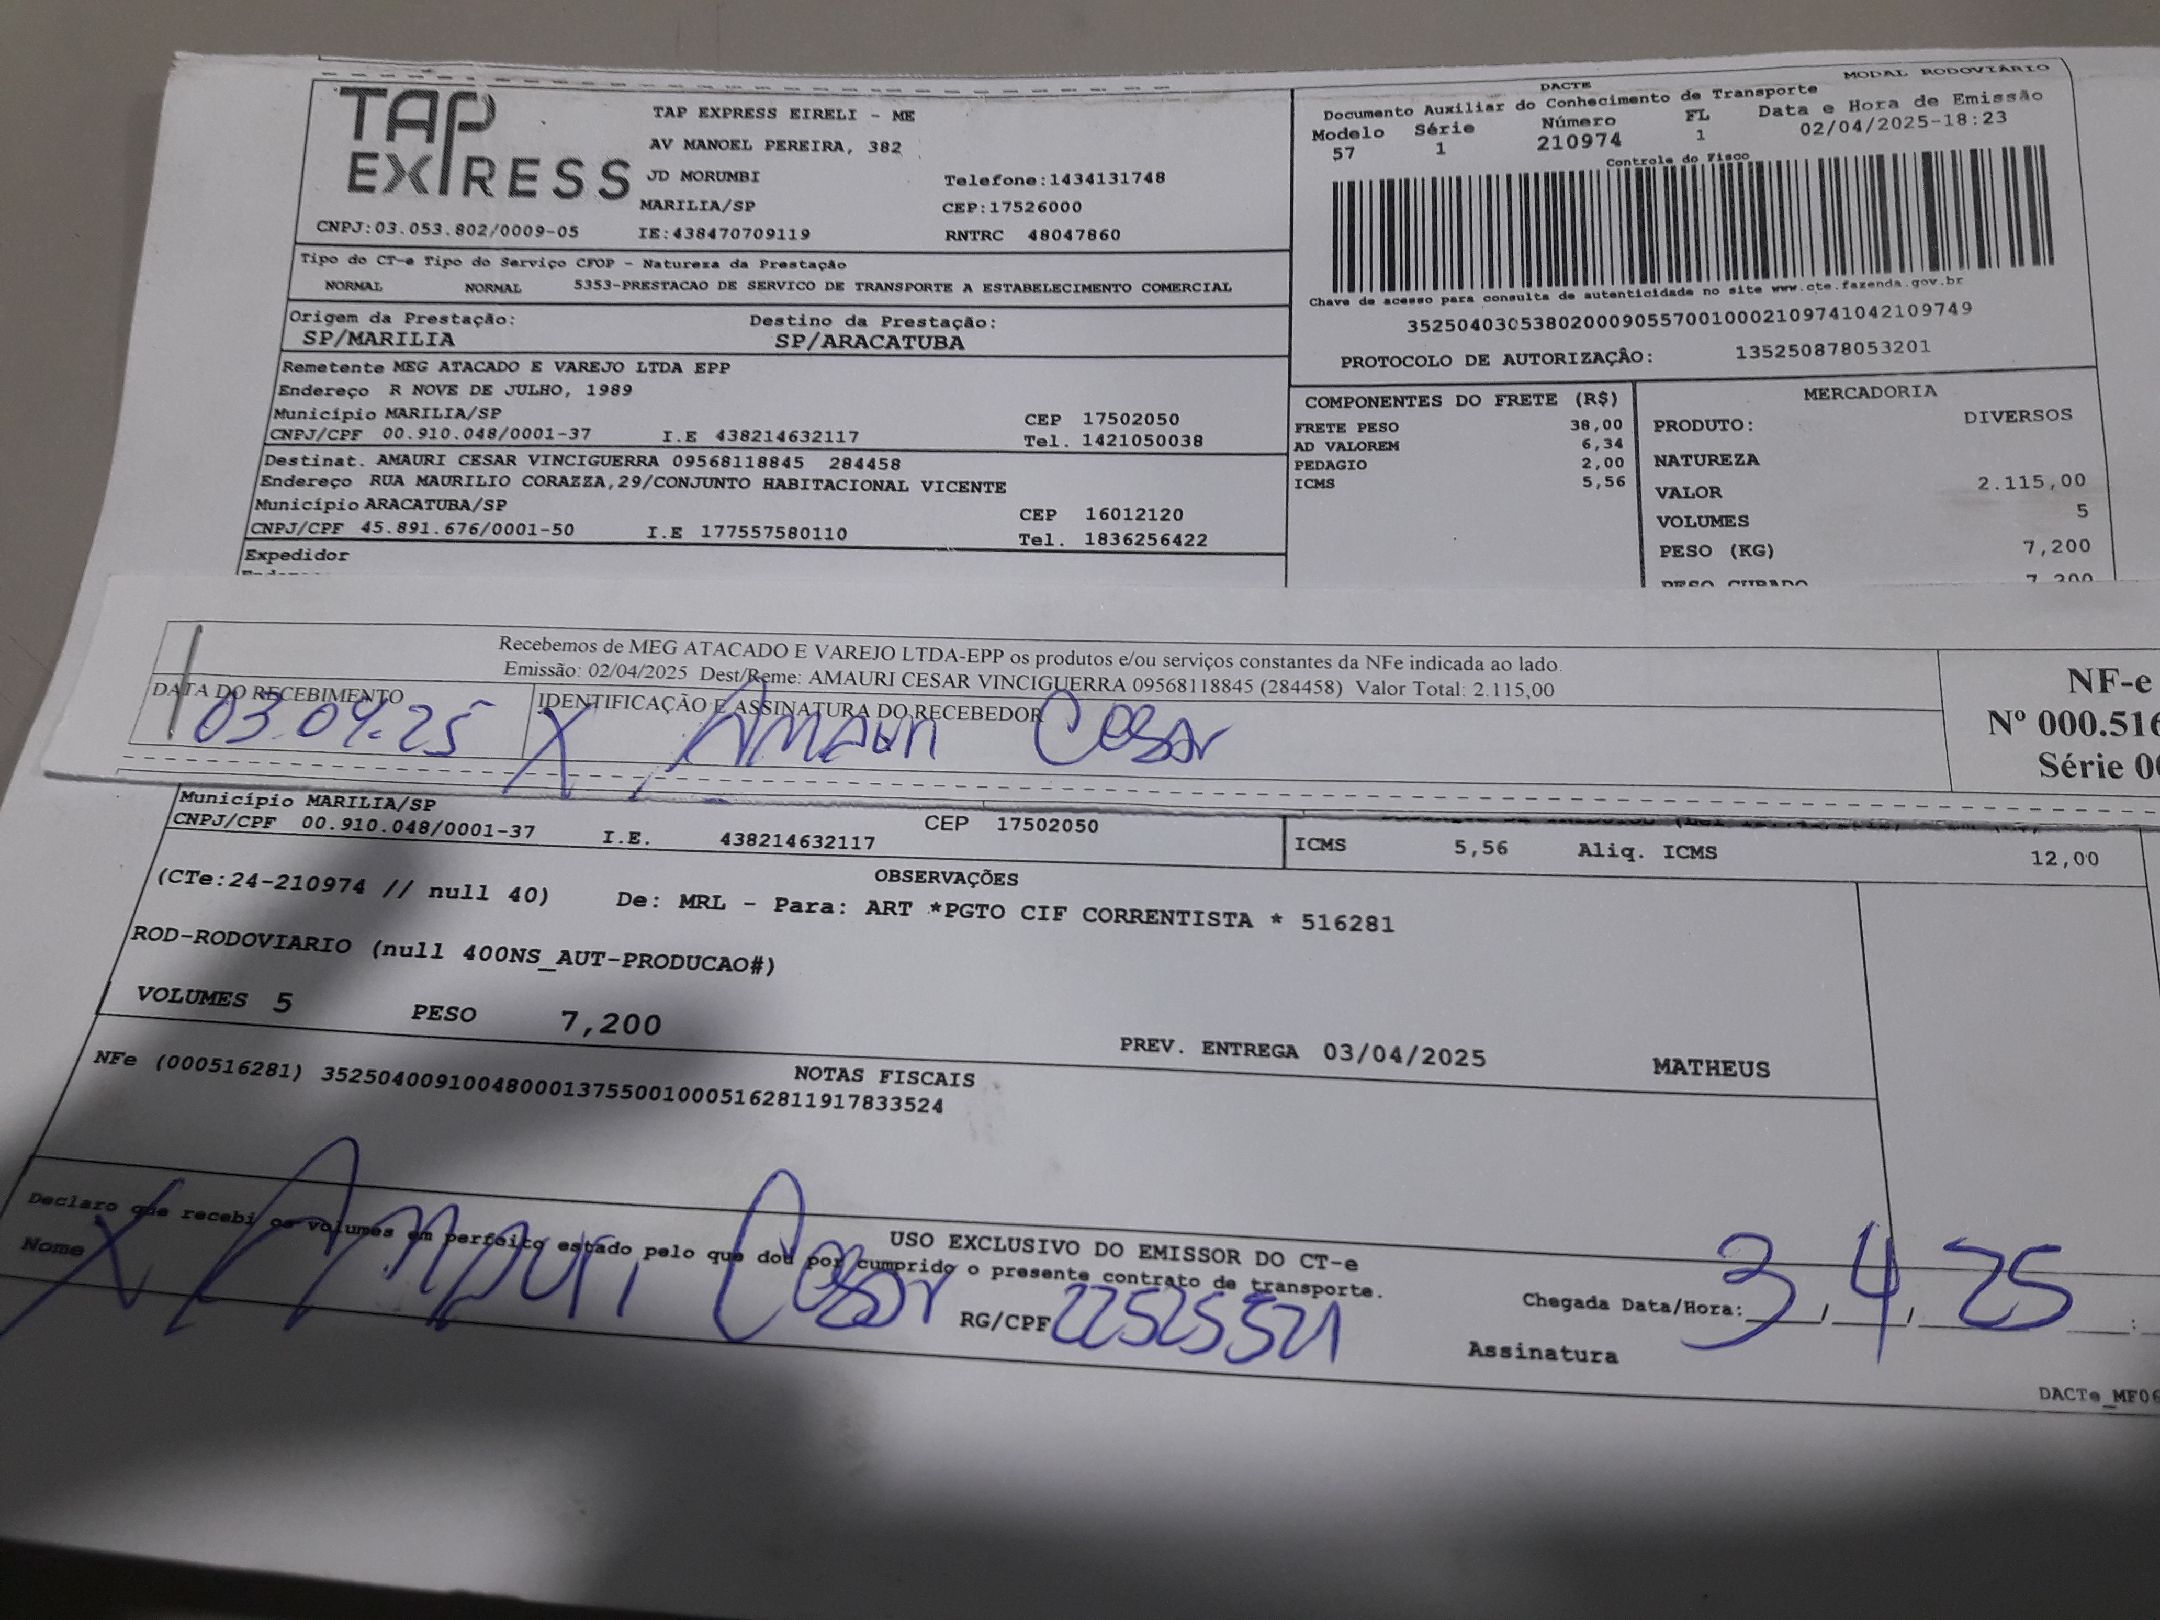 TAP EXPRESS
TAP EXPRESS EIRELI - ME
AV MANOEL PEREIRA, 382
JD MORUMBI Telefone:1434131748
MARILIA/SP CEP:17526000
CNPJ:03.053.802/0009-05 IE:438470709119 RNTRC 48047860
Tipo do CT-e Tipo do Serviço CFOP - Natureza da Prestação
NORMAL NORMAL 5353-PRESTACAO DE SERVICO DE TRANSPORTE A ESTABELECIMENTO COMERCIAL
Origem da Prestação: Destino da Prestação:
SP/MARILIA SP/ARACATUBA
Remetente MEG ATACADO E VAREJO LTDA EPP
Endereço R NOVE DE JULHO, 1989
Município MARILIA/SP CEP 17502050
CNPJ/CPF 00.910.048/0001-37 I.E 438214632117 Tel. 1421050038
Destinat. AMAURI CESAR VINCIGUERRA 09568118845 284458
Endereço RUA MAURILIO CORAZZA,29/CONJUNTO HABITACIONAL VICENTE
Município ARACATUBA/SP CEP 16012120
CNPJ/CPF 45.891.676/0001-50 I.E 177557580110 Tel. 1836256422
Expedidor
DACTE MODAL RODOVIÁRIO
Documento Auxiliar do Conhecimento de Transporte
Modelo Série Número FL Data e Hora de Emissão
57 1 210974 1 02/04/2025-18:23
Controle do Fisco
Chave de acesso para consulta de autenticidade no site www.cte.fazenda.gov.br
35250403053802000905570010002109741042109749
PROTOCOLO DE AUTORIZAÇÃO: 135250878053201
COMPONENTES DO FRETE (R$)
FRETE PESO 38,00
AD VALOREM 6,34
PEDAGIO 2,00
ICMS 5,56
MERCADORIA
PRODUTO: DIVERSOS
NATUREZA
VALOR 2.115,00
VOLUMES 5
PESO (KG) 7,200
PESO CUBADO 7,200
Recebemos de MEG ATACADO E VAREJO LTDA-EPP os produtos e/ou serviços constantes da NFe indicada ao lado.
Emissão: 02/04/2025 Dest/Reme: AMAURI CESAR VINCIGUERRA 09568118845 (284458) Valor Total: 2.115,00
DATA DO RECEBIMENTO IDENTIFICAÇÃO E ASSINATURA DO RECEBEDOR
03.04.25 X Amauri Cesar
NF-e
Nº 000.516
Série 00
Município MARILIA/SP
CNPJ/CPF 00.910.048/0001-37 I.E. 438214632117 CEP 17502050
ICMS 5,56 Aliq. ICMS 12,00
OBSERVAÇÕES
(CTe:24-210974 // null 40) De: MRL - Para: ART *PGTO CIF CORRENTISTA * 516281
ROD-RODOVIARIO (null 400NS_AUT-PRODUCAO#)
VOLUMES 5 PESO 7,200 PREV. ENTREGA 03/04/2025 MATHEUS
NOTAS FISCAIS
NFe (000516281) 35250400910048000137550010005162811917833524
USO EXCLUSIVO DO EMISSOR DO CT-e
Declaro que recebi os volumes em perfeito estado pelo que dou por cumprido o presente contrato de transporte.
Nome X Amauri Cesar RG/CPF 22525521 Chegada Data/Hora: 3/4/25 :
Assinatura
DACTe_MF06